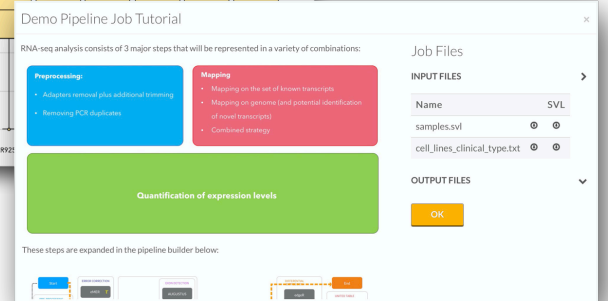 Demo Pipeline Job Tutorial
×
RNA-seq analysis consists of 3 major steps that will be represented in a variety of combinations:
Preprocessing:
• Adapters removal plus additional trimming
• Removing PCR duplicates
Mapping
• Mapping on the set of known transcripts
• Mapping on genome (and potential identification
of novel transcripts)
• Combined strategy
Quantification of expression levels
These steps are expanded in the pipeline builder below:
Job Files
INPUT FILES
Name SVL
samples.svl
cell_lines_clinical_type.txt
OUTPUT FILES
OK